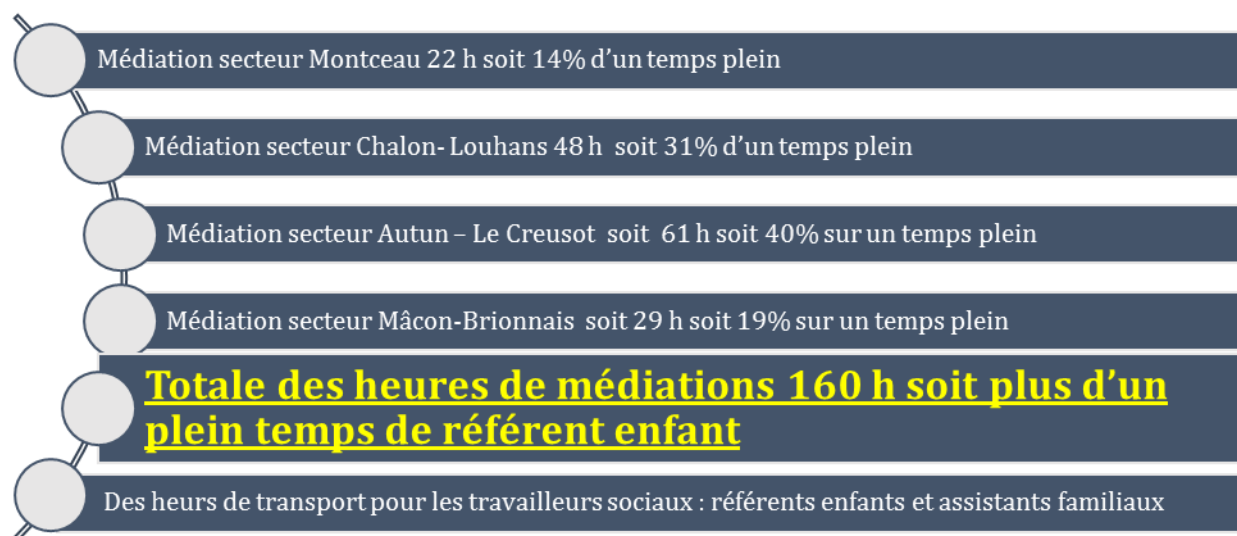 Médiation secteur Montceau 22 h soit 14% d’un temps plein
Médiation secteur Chalon- Louhans 48 h soit 31% d’un temps plein
Médiation secteur Autun – Le Creusot soit 61 h soit 40% sur un temps plein
Médiation secteur Mâcon-Brionnais soit 29 h soit 19% sur un temps plein
Totale des heures de médiations 160 h soit plus d’un
plein temps de référent enfant
Des heurs de transport pour les travailleurs sociaux : référents enfants et assistants familiaux